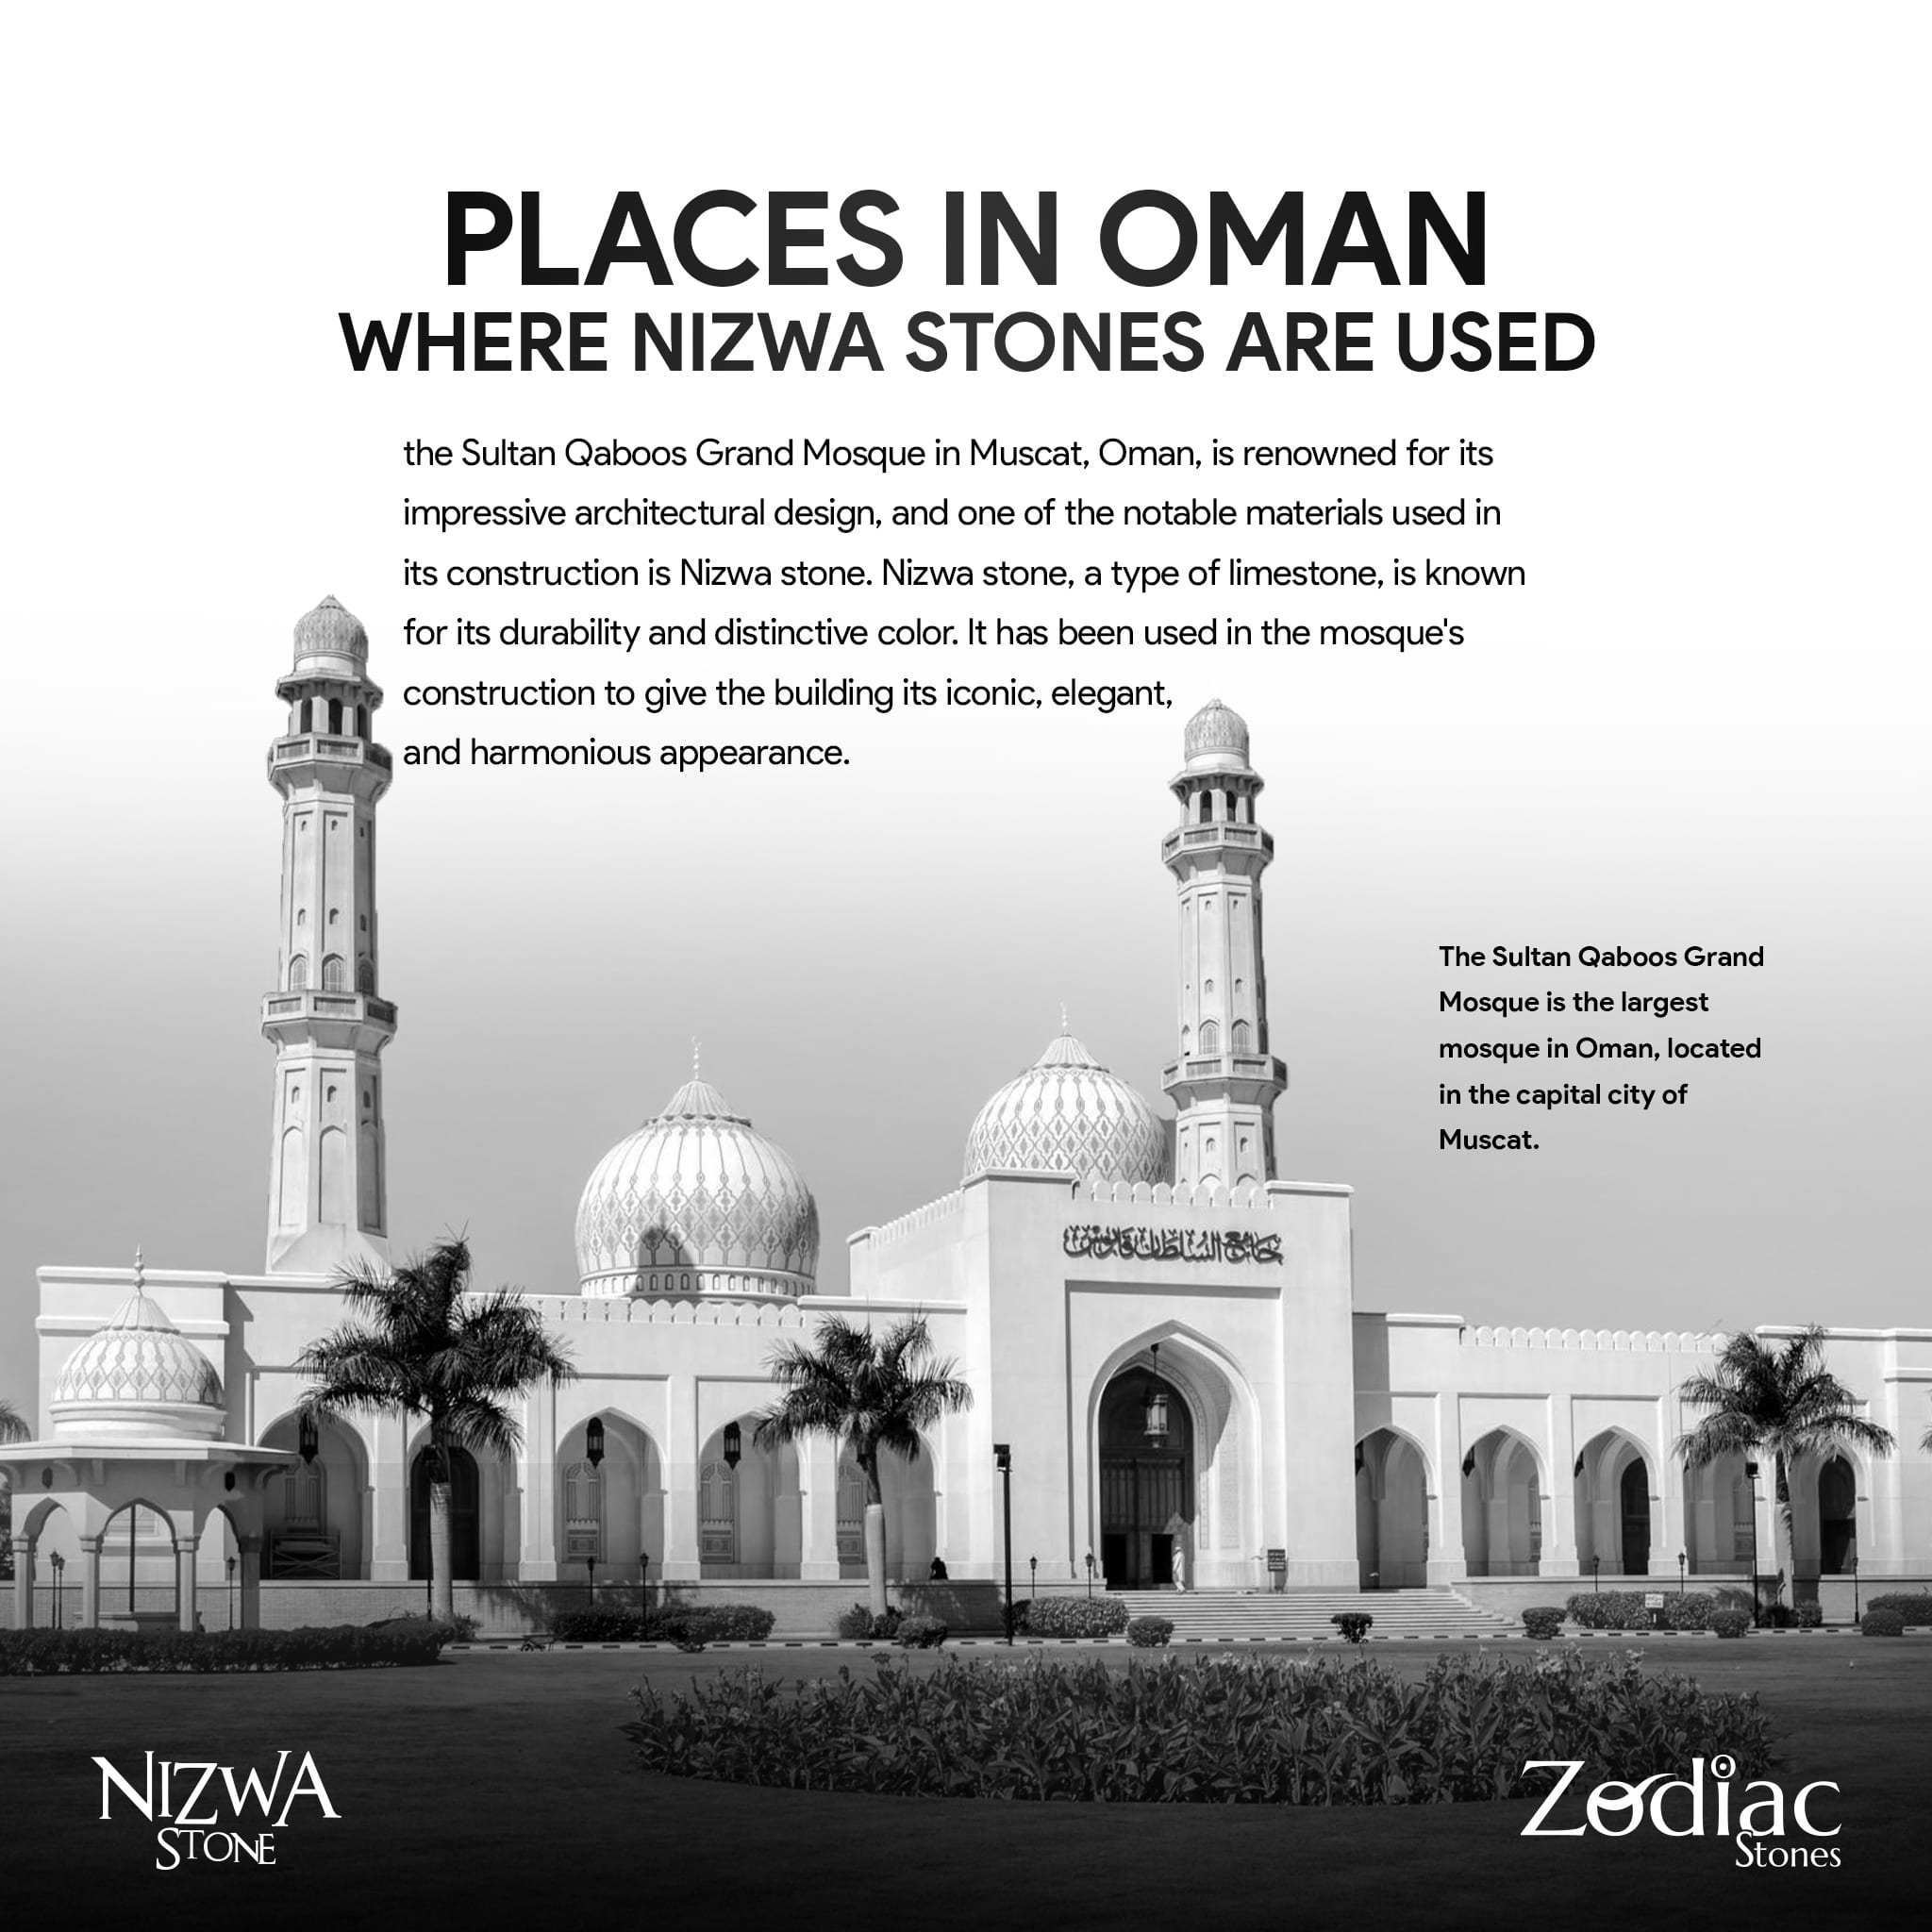 PLACES IN OMAN
WHERE NIZWA STONES ARE USED
the Sultan Qaboos Grand Mosque in Muscat, Oman, is renowned for its
impressive architectural design, and one of the notable materials used in
its construction is Nizwa stone. Nizwa stone, a type of limestone, is known
for its durability and distinctive color. It has been used in the mosque's
construction to give the building its iconic, elegant,
and harmonious appearance.
The Sultan Qaboos Grand
Mosque is the largest
mosque in Oman, located
in the capital city of
Muscat.
جامع السلطان قابوس
NIZWA
STONE
Zodiac
Stones